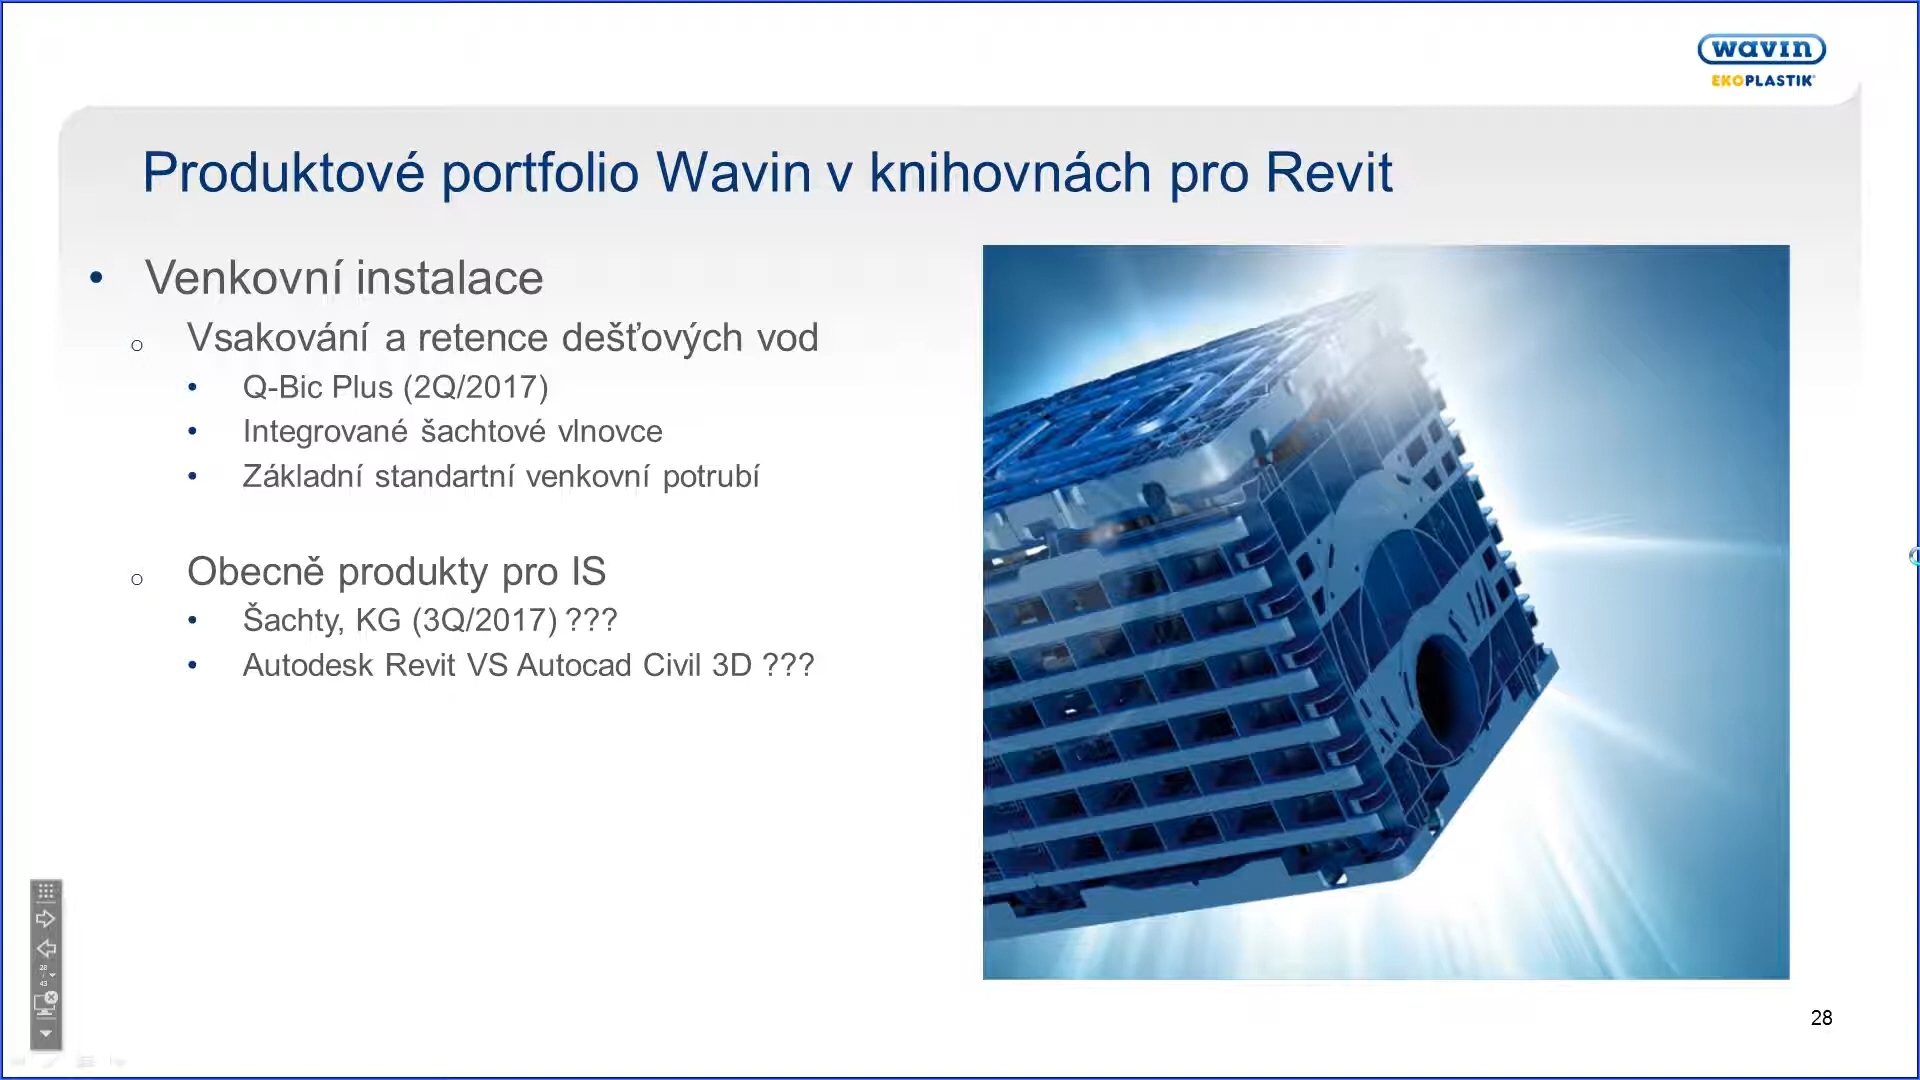 wavin
EKOPLASTIK
Produktové portfolio Wavin v knihovnách pro Revit
• Venkovní instalace
o Vsakování a retence dešťových vod
• Q-Bic Plus (2Q/2017)
• Integrované šachtové vlnovce
• Základní standartní venkovní potrubí
o Obecně produkty pro IS
• Šachty, KG (3Q/2017) ???
• Autodesk Revit VS Autocad Civil 3D ???
28
/
43
28